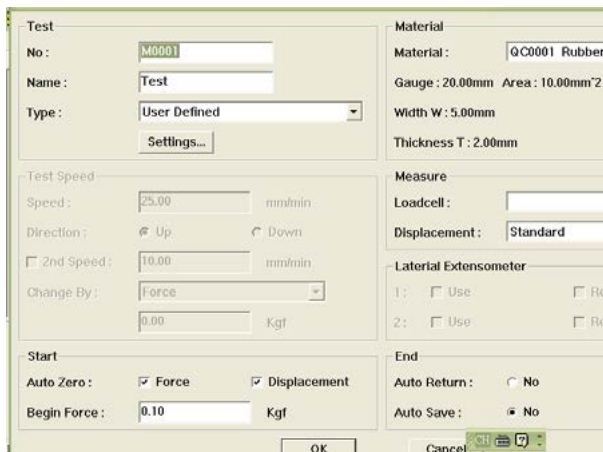 Test
No : M0001
Name : Test
Type : User Defined
Settings...
Test Speed
Speed : 25.00 mm/min
Direction : Up Down
2nd Speed : 10.00 mm/min
Change By : Force
0.00 Kgf
Start
Auto Zero : Force Displacement
Begin Force : 0.10 Kgf
OK
Material
Material : QC0001 Rubber
Gauge : 20.00mm Area : 10.00mm^2
Width W : 5.00mm
Thickness T : 2.00mm
Measure
Loadcell :
Displacement : Standard
Laterial Extensometer
1 : Use
2 : Use
End
Auto Return : No
Auto Save : No
Cancel
CH